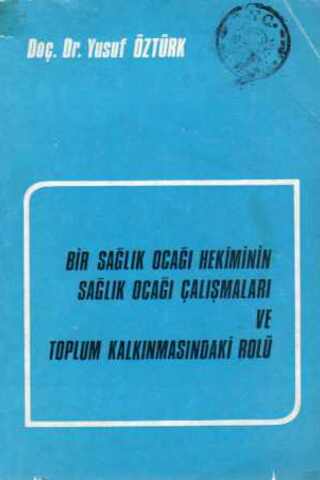 Doç. Dr. Yusuf ÖZTÜRK
BİR SAĞLIK OCAĞI HEKİMİNİN
SAĞLIK OCAĞI ÇALIŞMALARI
VE
TOPLUM KALKINMASINDAKİ ROLÜ